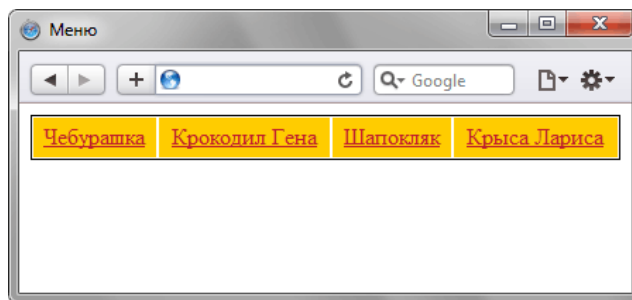 Меню
Google
Чебурашка Крокодил Гена Шапокляк Крыса Лариса